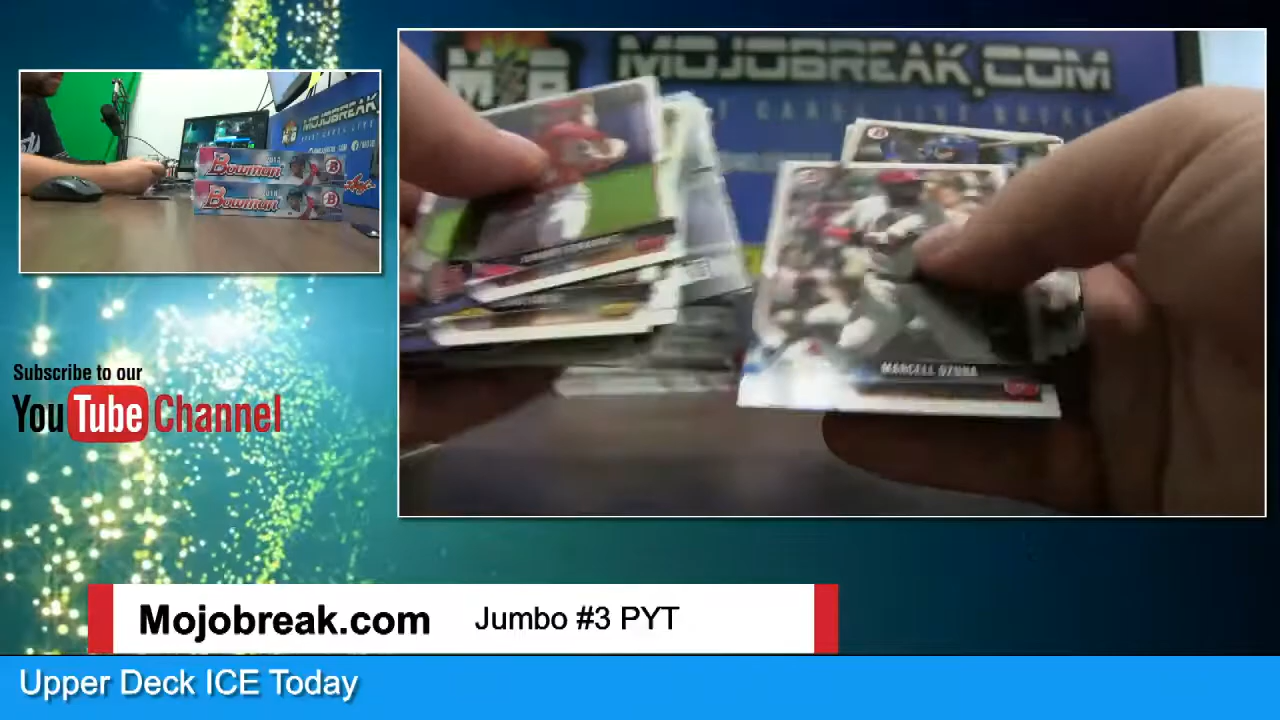 MOJOBREAK.COM
MOJOBREAK
Bowman
Bowman
MARCELL OZUNA
Subscribe to our
YouTube Channel
Mojobreak.com Jumbo #3 PYT
Upper Deck ICE Today